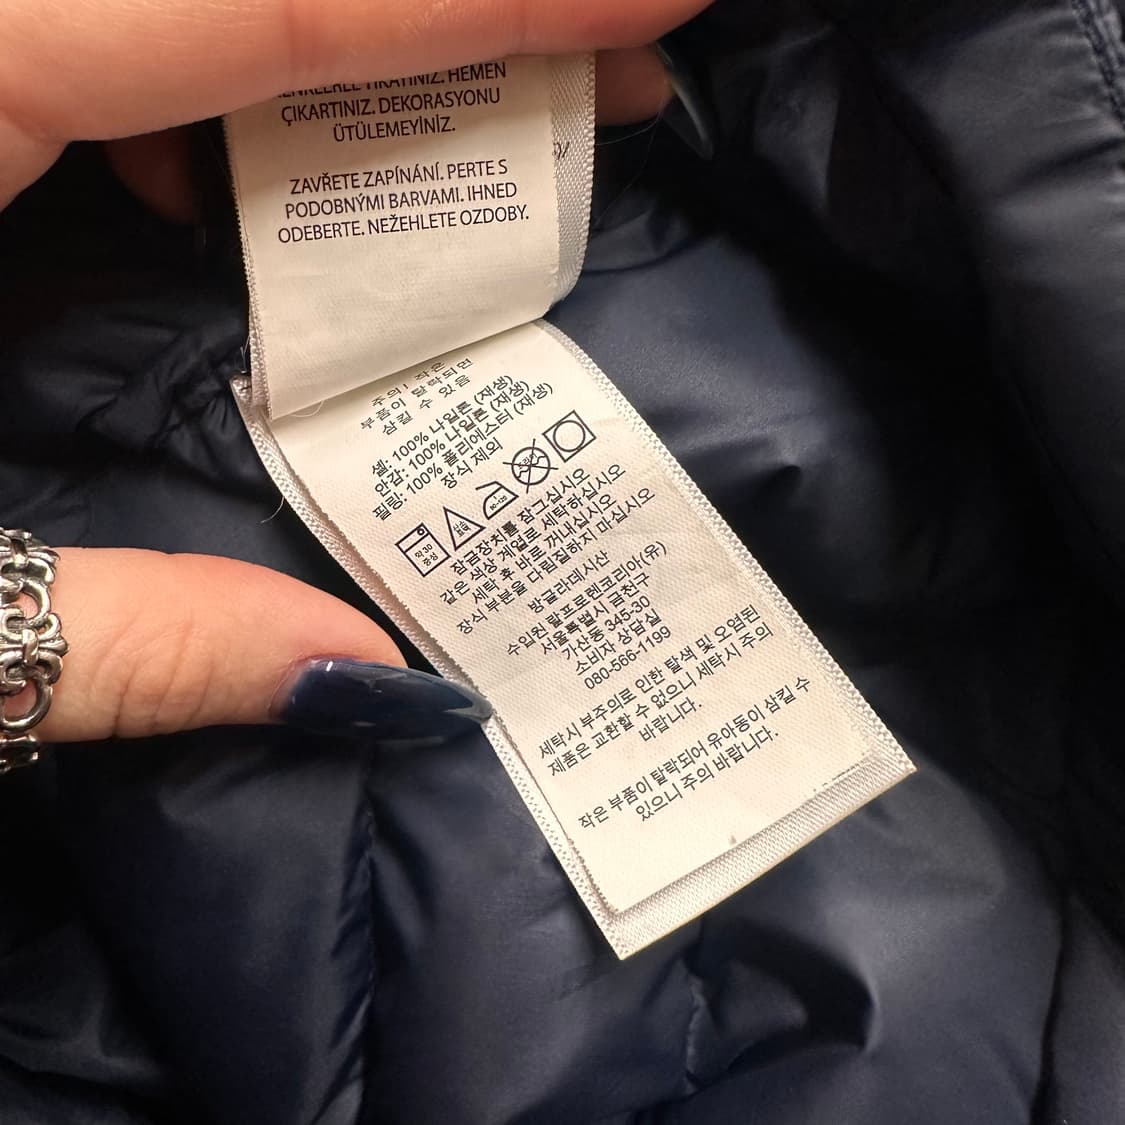 TIKAYINIZ. HEMEN
ÇIKARTINIZ. DEKORASYONU
ÜTÜLEMEYİNİZ.
ZAVŘETE ZAPÍNÁNÍ. PERTE S
PODOBNÝMI BARVAMI. IHNED
ODEBERTE. NEŽEHLETE OZDOBY.
주의! 작은
부품이 탈락되면
삼킬 수 있음
셸: 100% 나일론 (재생)
안감: 100% 나일론 (재생)
필링: 100% 폴리에스터 (재생)
장식 제외
약 30
중성
잠금장치를 잠그십시오
같은 색상 계열로 세탁하십시오
세탁 후 바로 꺼내십시오
장식 부분을 다림질하지 마십시오
방글라데시산
수입원 랄프로렌코리아(유)
서울특별시 금천구
가산동 345-30
소비자 상담실
080-566-1199
세탁시 부주의로 인한 탈색 및 오염된
제품은 교환할 수 없으니 세탁시 주의
바랍니다.
작은 부품이 탈락되어 유아동이 삼킬 수
있으니 주의 바랍니다.